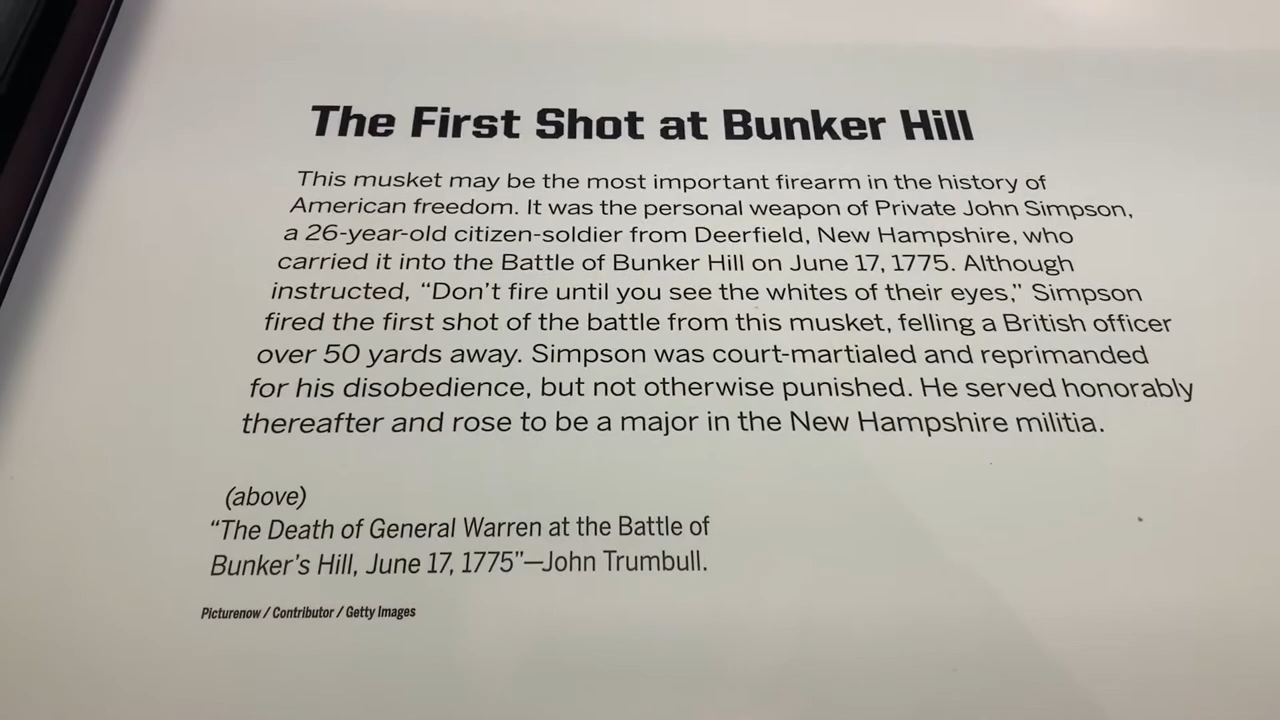 The First Shot at Bunker Hill
This musket may be the most important firearm in the history of
American freedom. It was the personal weapon of Private John Simpson,
a 26-year-old citizen-soldier from Deerfield, New Hampshire, who
carried it into the Battle of Bunker Hill on June 17, 1775. Although
instructed, “Don’t fire until you see the whites of their eyes,” Simpson
fired the first shot of the battle from this musket, felling a British officer
over 50 yards away. Simpson was court-martialed and reprimanded
for his disobedience, but not otherwise punished. He served honorably
thereafter and rose to be a major in the New Hampshire militia.
(above)
“The Death of General Warren at the Battle of
Bunker’s Hill, June 17, 1775”—John Trumbull.
Picturenow / Contributor / Getty Images